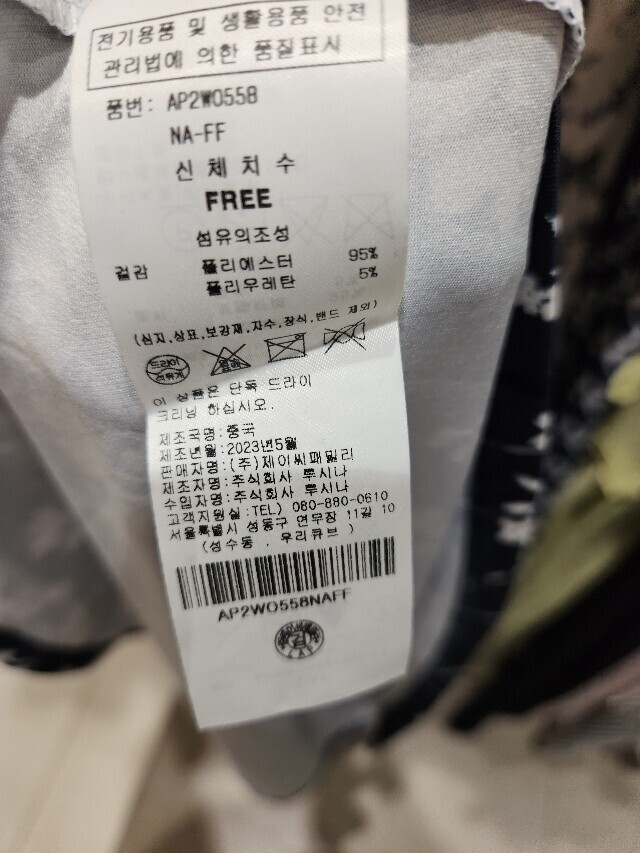 전기용품 및 생활용품 안전
관리법에 의한 품질표시
품번: AP2WO558
NA-FF
신체치수
FREE
섬유의조성
겉감 폴리에스터 95%
폴리우레탄 5%
(심지,상표,보강재,자수,장식,밴드 제외)
드라이
이 상품은 단독 드라이
크리닝 하십시오.
제조국명:중국
제조년월:2023년5월
판매자명:(주)제이씨패밀리
제조자명:주식회사 루시나
수입자명:주식회사 루시나
고객지원실:TEL) 080-880-0610
서울특별시 성동구 연무장 11길 10
(성수동 , 우리큐브 )
AP2WO558NAFF